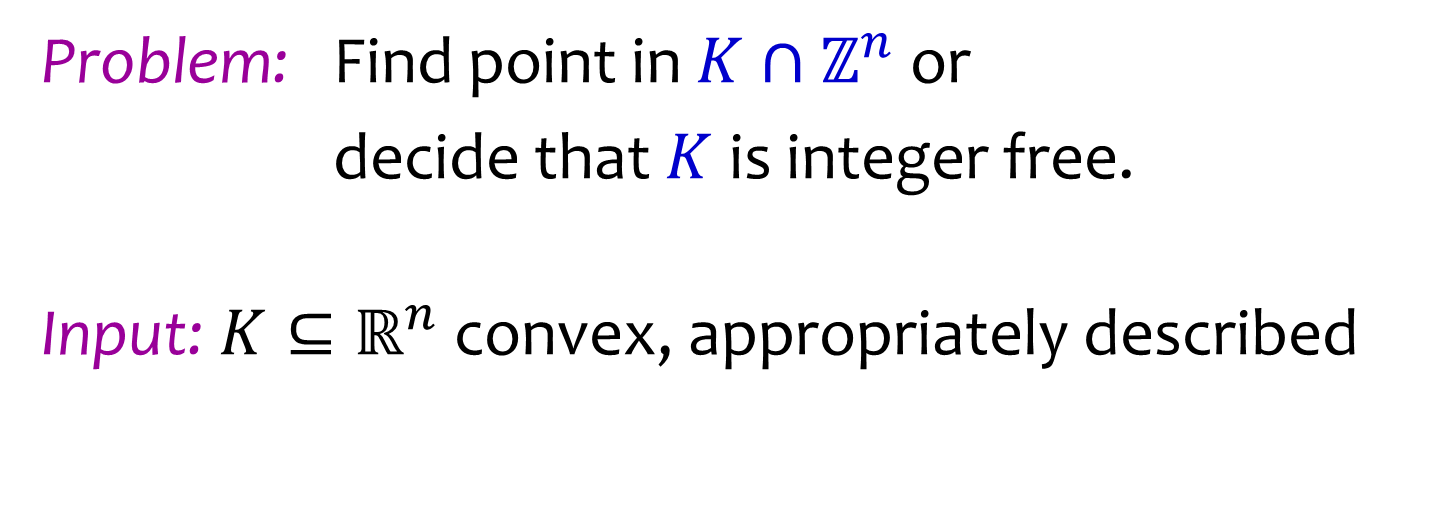 Problem: Find point in K ∩ ℤⁿ or
decide that K is integer free.
Input: K ⊆ ℝⁿ convex, appropriately described